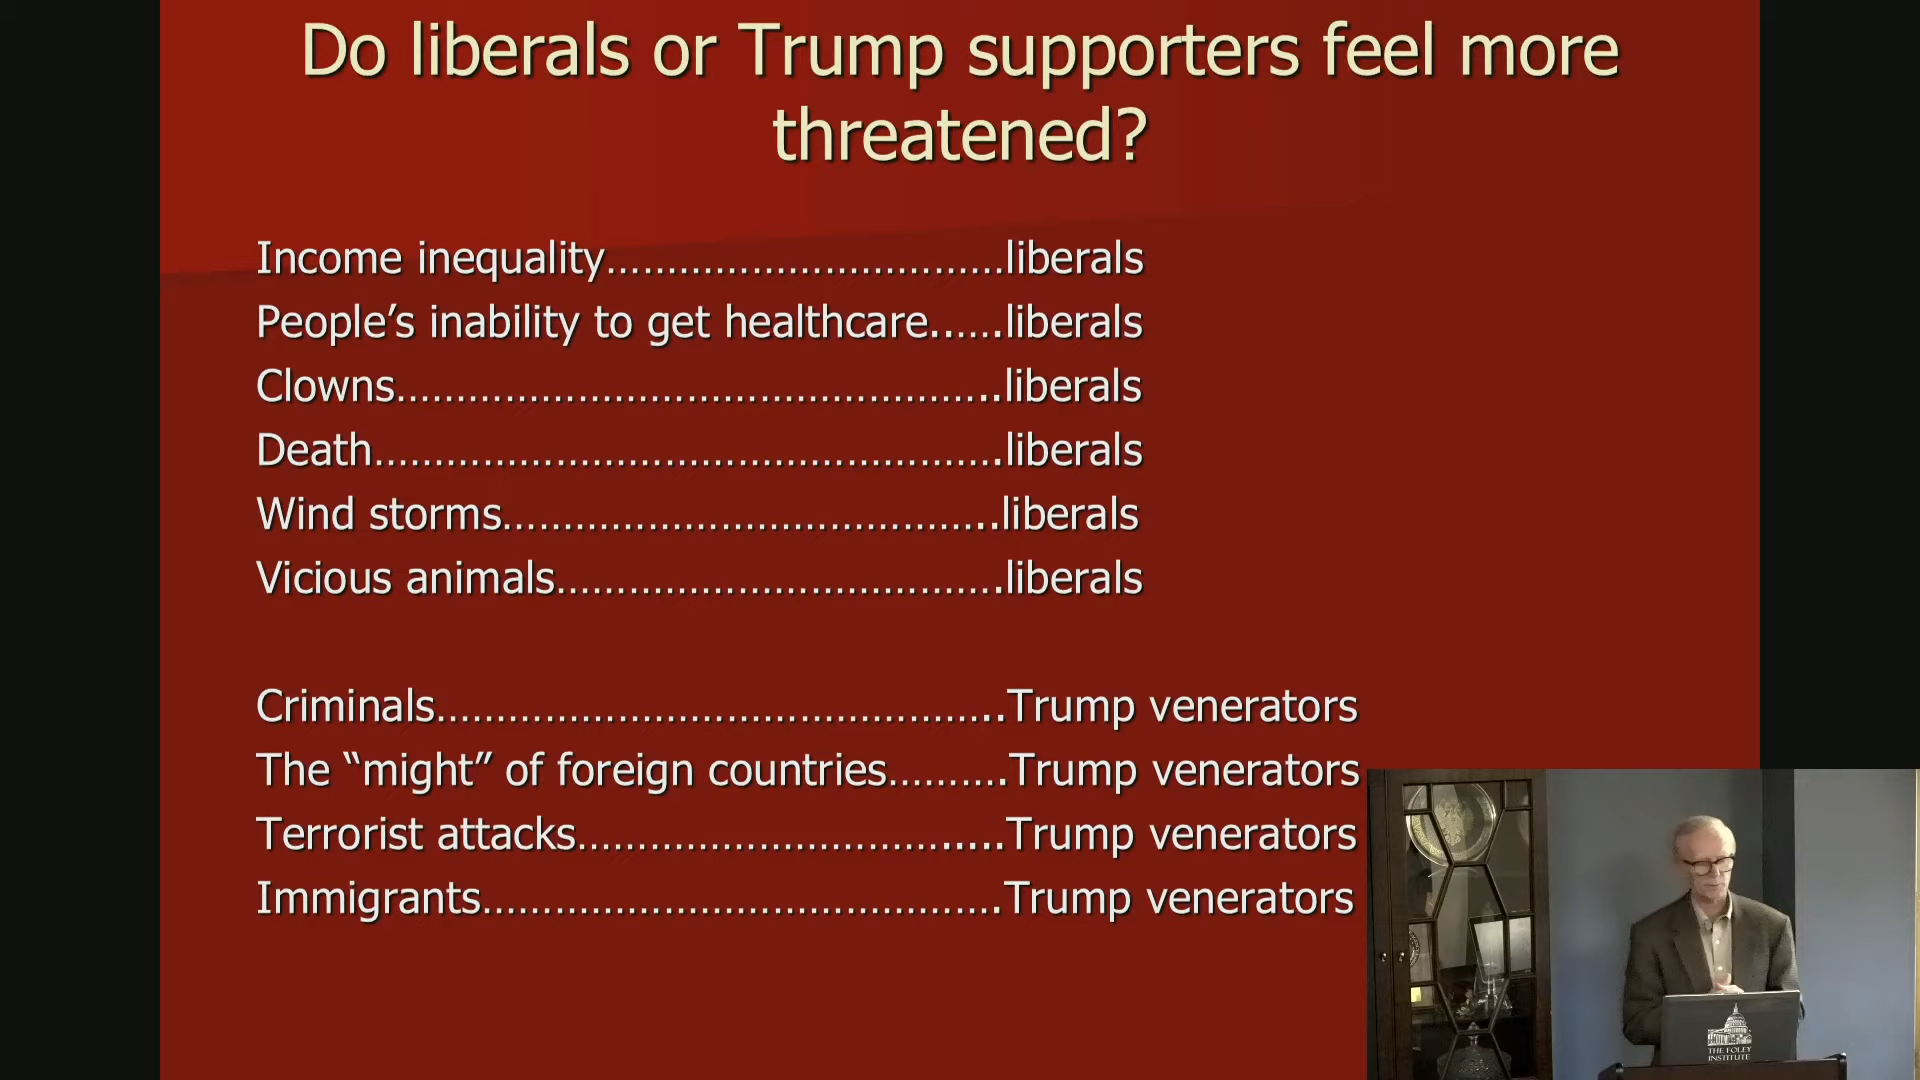 Do liberals or Trump supporters feel more
threatened?
Income inequality……………………………liberals
People’s inability to get healthcare..….liberals
Clowns…………………………………………..liberals
Death…………………………………………….liberals
Wind storms…………………………………..liberals
Vicious animals……………………………….liberals
Criminals………………………………………..Trump venerators
The “might” of foreign countries……….Trump venerators
Terrorist attacks………………………….....Trump venerators
Immigrants…………………………………….Trump venerators
THE FOLEY
INSTITUTE